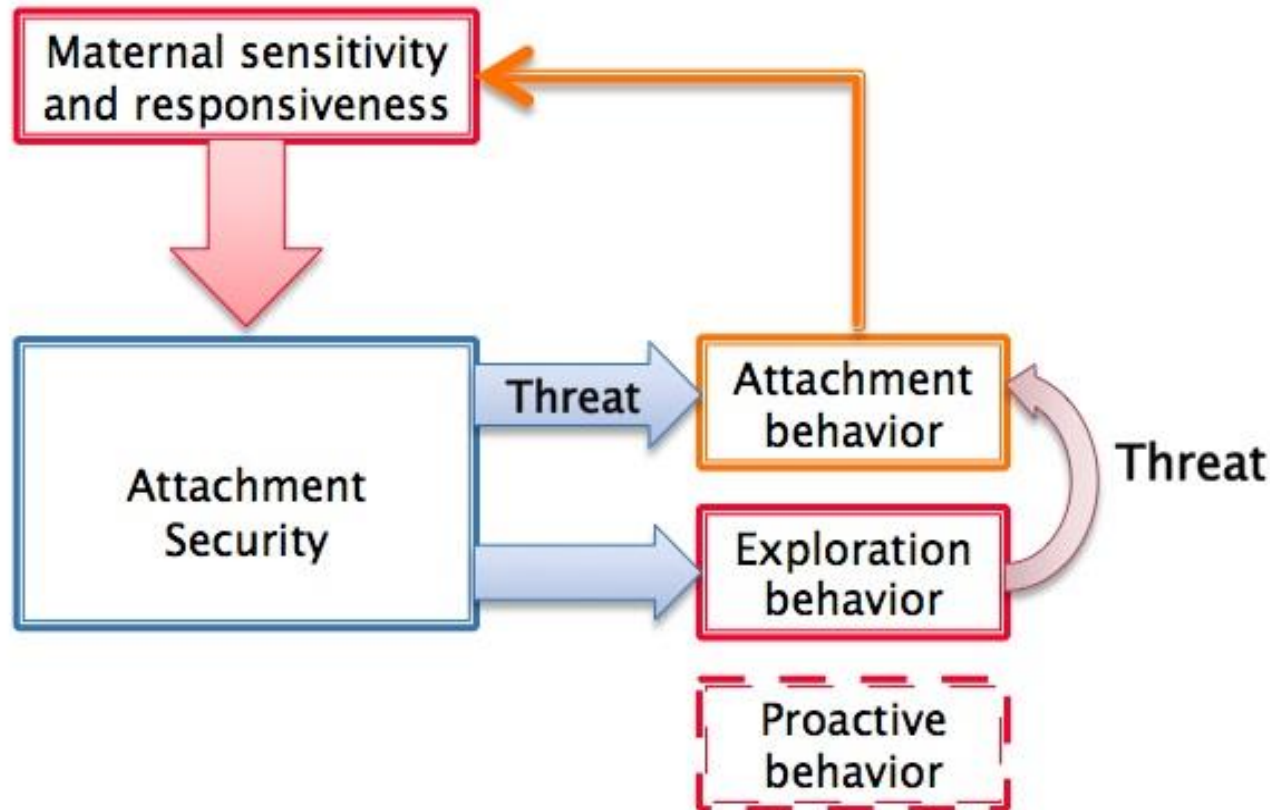 Maternal sensitivity
and responsiveness
Threat
Attachment
behavior
Threat
Attachment
Security
Exploration
behavior
Proactive
behavior